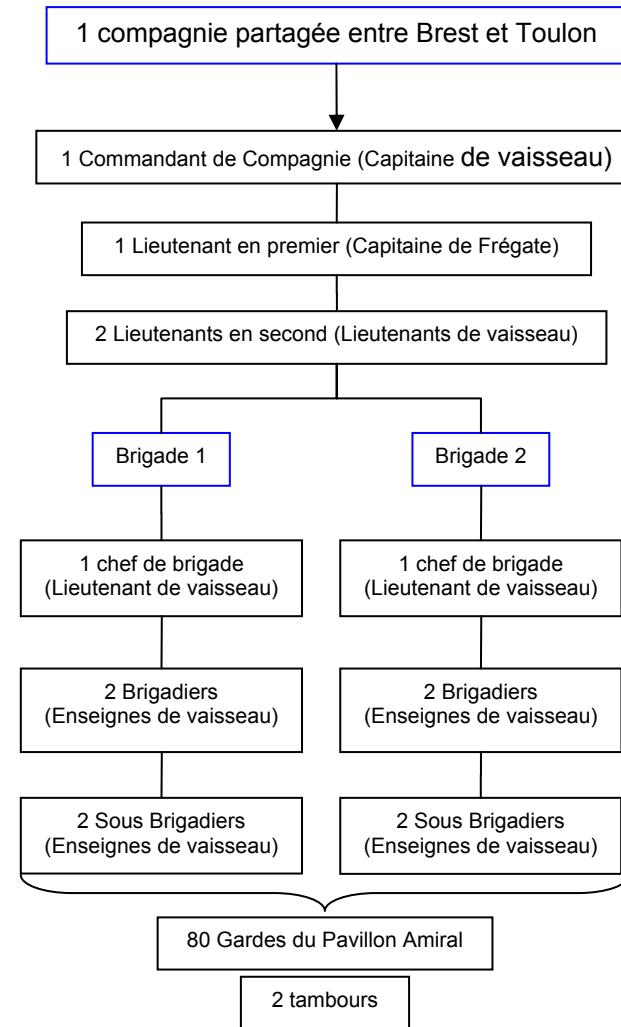 1 compagnie partagée entre Brest et Toulon
1 Commandant de Compagnie (Capitaine de vaisseau)
1 Lieutenant en premier (Capitaine de Frégate)
2 Lieutenants en second (Lieutenants de vaisseau)
Brigade 1
Brigade 2
1 chef de brigade
(Lieutenant de vaisseau)
1 chef de brigade
(Lieutenant de vaisseau)
2 Brigadiers
(Enseignes de vaisseau)
2 Brigadiers
(Enseignes de vaisseau)
2 Sous Brigadiers
(Enseignes de vaisseau)
2 Sous Brigadiers
(Enseignes de vaisseau)
80 Gardes du Pavillon Amiral
2 tambours